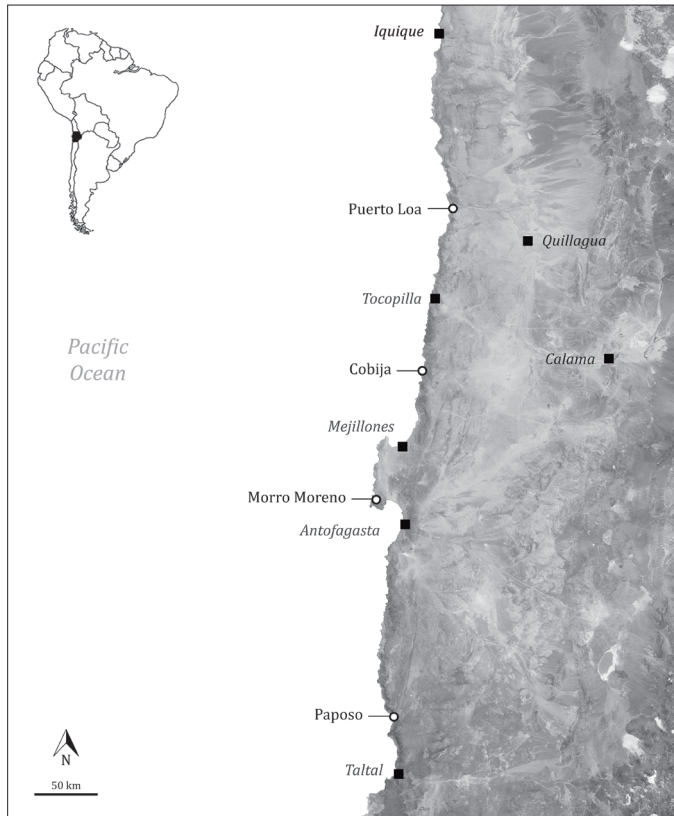 Iquique
Puerto Loa
Quillagua
Tocopilla
Pacific
Ocean
Calama
Cobija
Mejillones
Morro Moreno
Antofagasta
Paposo
N
Taltal
50 km